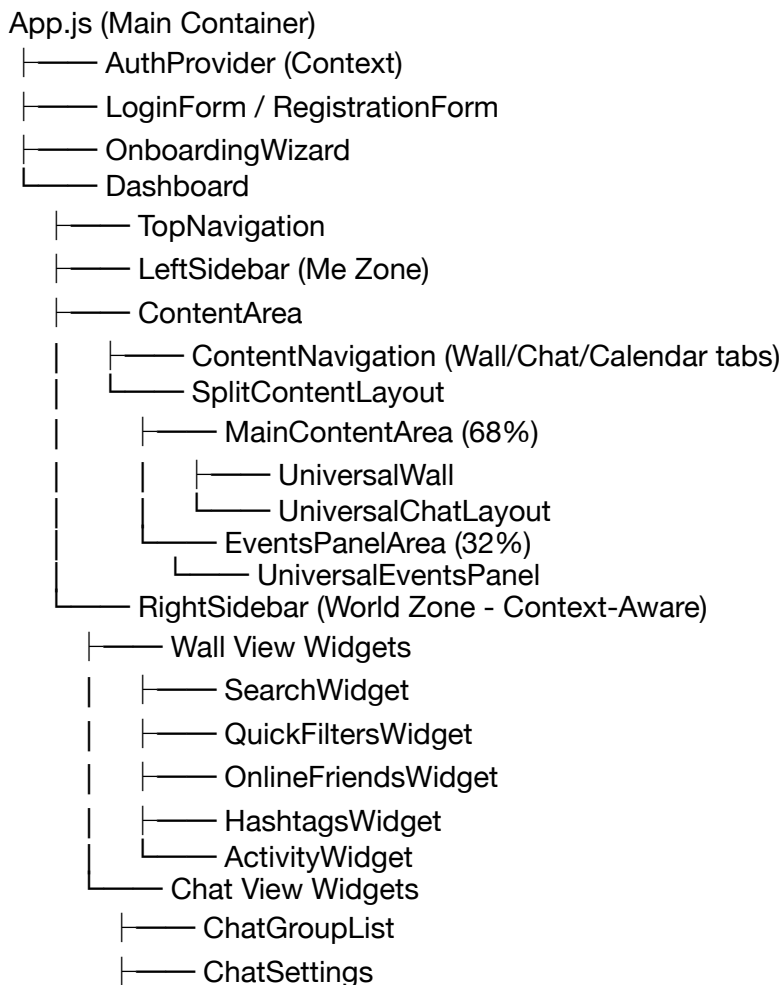 App.js (Main Container)
├── AuthProvider (Context)
├── LoginForm / RegistrationForm
├── OnboardingWizard
└── Dashboard
├── TopNavigation
├── LeftSidebar (Me Zone)
├── ContentArea
│ ├── ContentNavigation (Wall/Chat/Calendar tabs)
│ └── SplitContentLayout
│ ├── MainContentArea (68%)
│ │ ├── UniversalWall
│ │ └── UniversalChatLayout
│ └── EventsPanelArea (32%)
│ └── UniversalEventsPanel
└── RightSidebar (World Zone - Context-Aware)
├── Wall View Widgets
│ ├── SearchWidget
│ ├── QuickFiltersWidget
│ ├── OnlineFriendsWidget
│ ├── HashtagsWidget
│ └── ActivityWidget
└── Chat View Widgets
├── ChatGroupList
├── ChatSettings